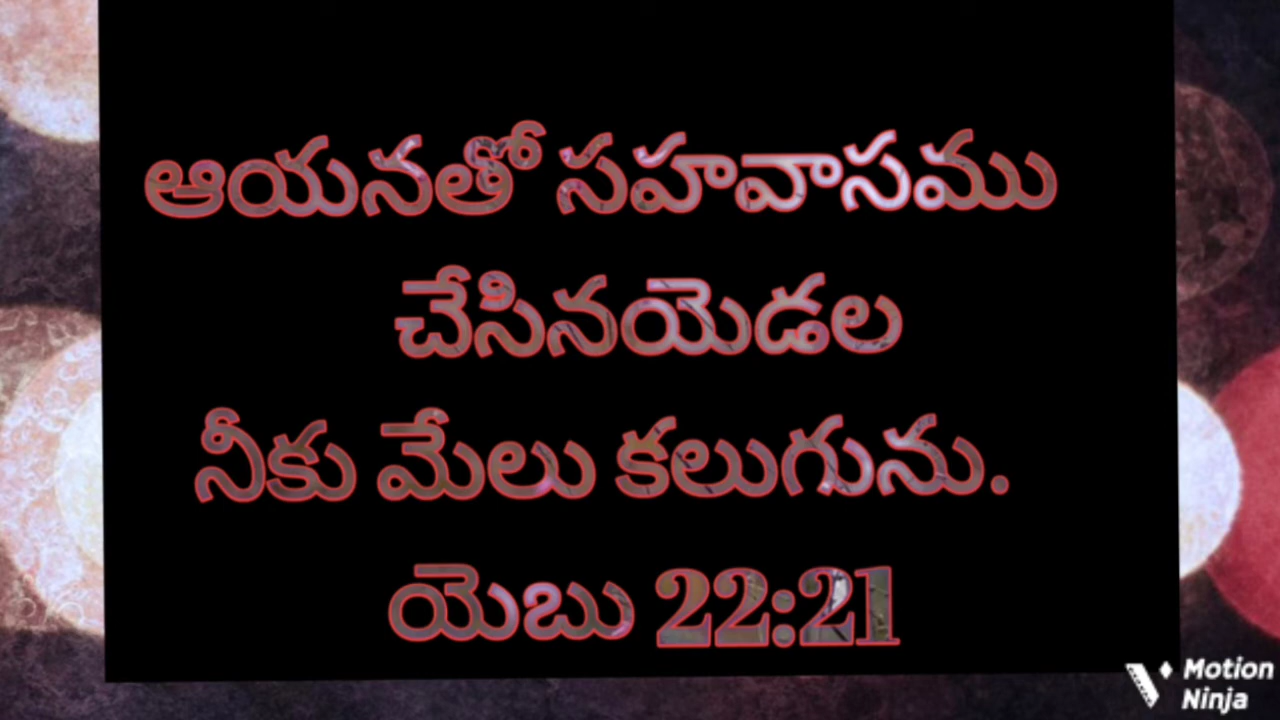 ఆయనతో సహవాసము
చేసినయెడల
నీకు మేలు కలుగును.
యెబు 22:21
Motion
Ninja